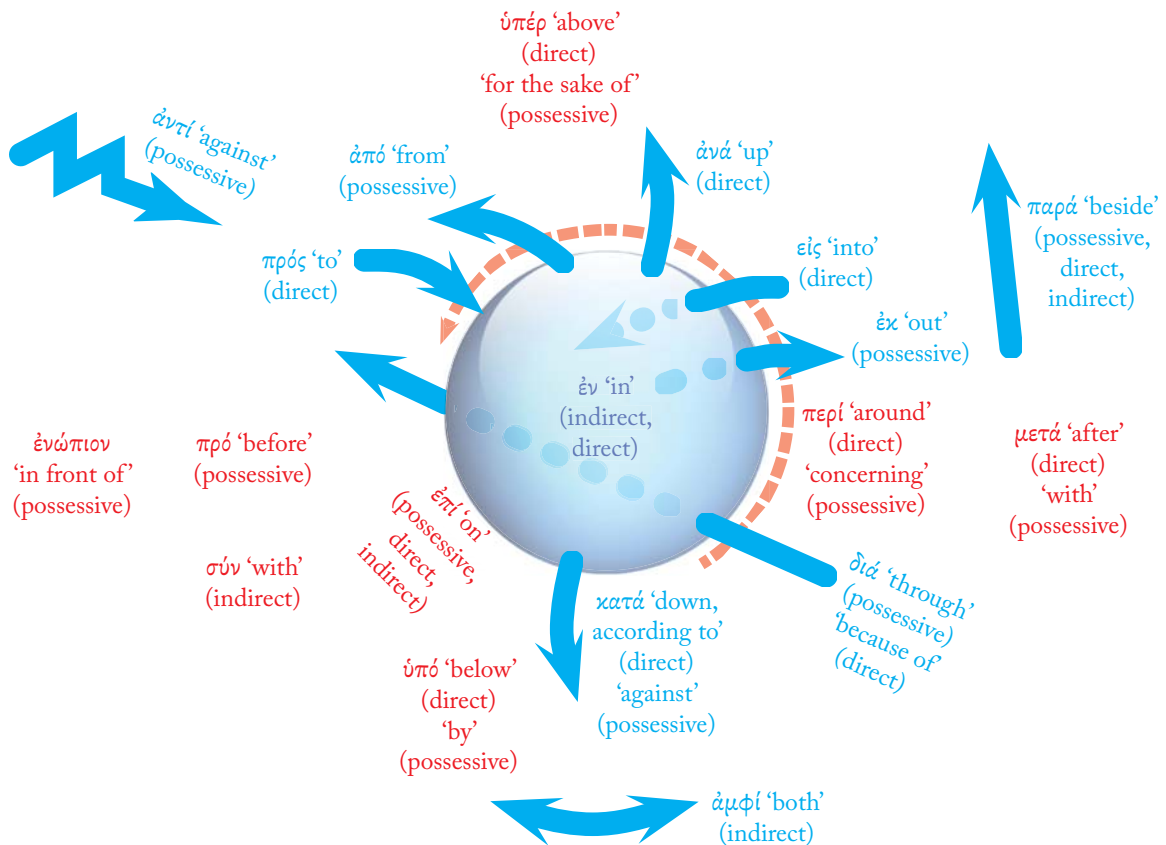 ὑπέρ ‘above’
(direct)
‘for the sake of’
(possessive)
ἀντί ‘against’
(possessive)
ἀπό ‘from’
(possessive)
ἀνά ‘up’
(direct)
παρά ‘beside’
(possessive,
direct,
indirect)
πρός ‘to’
(direct)
εἰς ‘into’
(direct)
ἐκ ‘out’
(possessive)
ἐν ‘in’
(indirect,
direct)
ἐνώπιον
‘in front of’
(possessive)
πρό ‘before’
(possessive)
περί ‘around’
(direct)
‘concerning’
(possessive)
μετά ‘after’
(direct)
‘with’
(possessive)
ἐπί ‘on’
(possessive,
direct,
indirect)
σύν ‘with’
(indirect)
διά ‘through’
(possessive)
‘because of’
(direct)
κατά ‘down,
according to’
(direct)
‘against’
(possessive)
ὑπό ‘below’
(direct)
‘by’
(possessive)
ἀμφί ‘both’
(indirect)